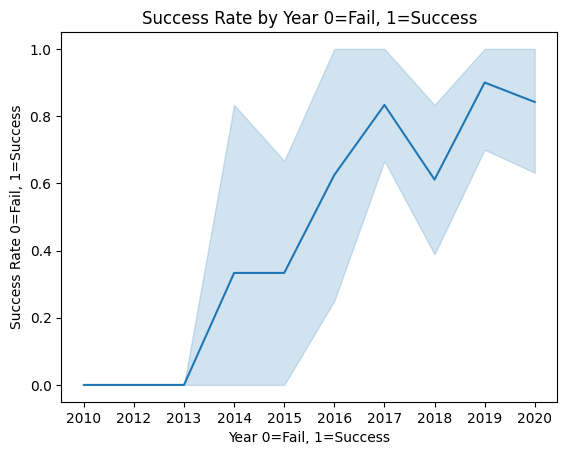 Success Rate by Year 0=Fail, 1=Success
Success Rate 0=Fail, 1=Success
1.0
0.8
0.6
0.4
0.2
0.0
2010 2012 2013 2014 2015 2016 2017 2018 2019 2020
Year 0=Fail, 1=Success